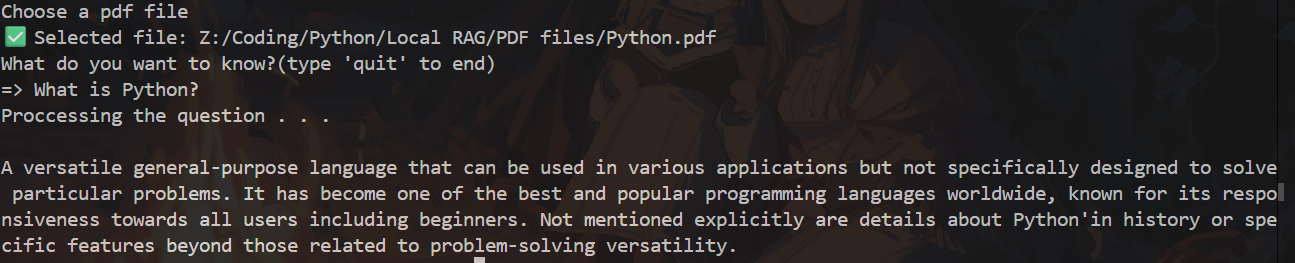 Choose a pdf file
✅ Selected file: Z:/Coding/Python/Local RAG/PDF files/Python.pdf
What do you want to know?(type 'quit' to end)
=> What is Python?
Proccessing the question . . .
A versatile general-purpose language that can be used in various applications but not specifically designed to solve
particular problems. It has become one of the best and popular programming languages worldwide, known for its respo
nsiveness towards all users including beginners. Not mentioned explicitly are details about Python'in history or spe
cific features beyond those related to problem-solving versatility.